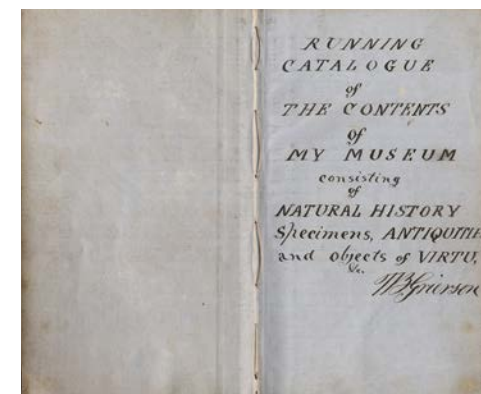 RUNNING
CATALOGUE
of
THE CONTENTS
of
MY MUSEUM
consisting
of
NATURAL HISTORY
Specimens, ANTIQUITIE
and objects of VIRTU,
&c.
TB Grierson